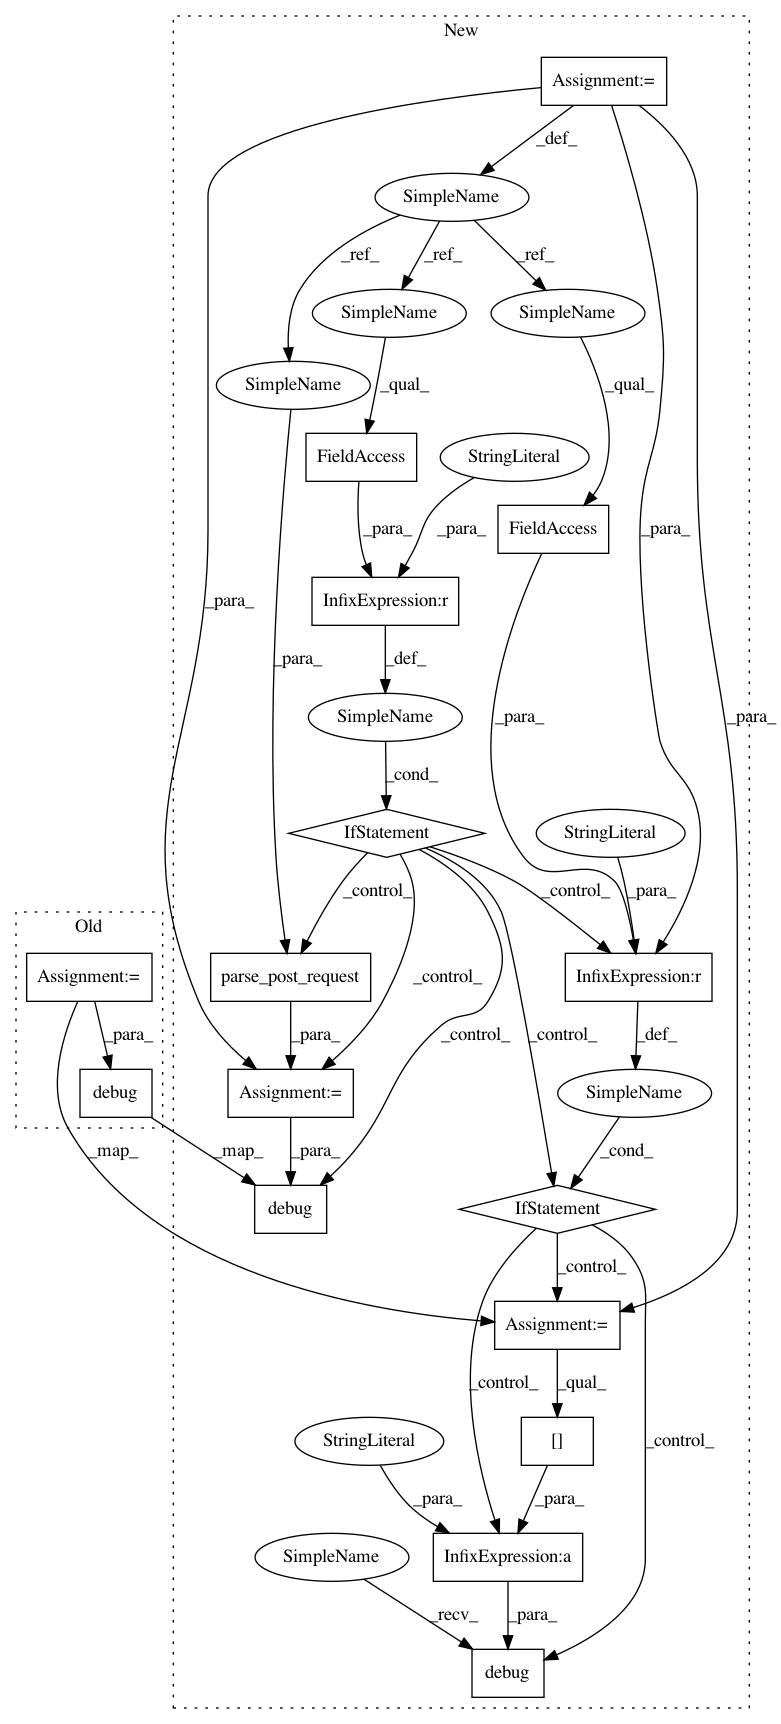 New
Assignment:=
_def_
SimpleName
_ref_
_ref_
_ref_
SimpleName
SimpleName
SimpleName
_qual_
_qual_
FieldAccess
StringLiteral
FieldAccess
_para_
_para_
_para_
InfixExpression:r
_para_
_para_
_def_
SimpleName
_para_
_para_
_cond_
IfStatement
StringLiteral
_control_
_control_
_para_
Old
Assignment:=
parse_post_request
InfixExpression:r
_para_
_para_
_control_
_control_
_control_
_def_
debug
Assignment:=
SimpleName
_map_
_map_
_para_
_cond_
debug
IfStatement
_control_
Assignment:=
_control_
_qual_
StringLiteral
[]
_control_
_para_
_para_
SimpleName
InfixExpression:a
_recv_
_para_
debug